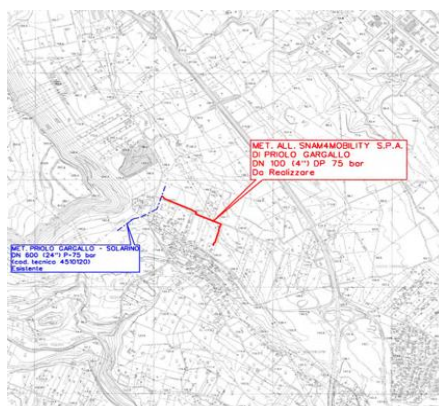 MET. ALL. SNAM4MOBILITY S.P.A.
DI PRIOLO GARGALLO
DN 100 (4") DP 75 bar
Da Realizzare
MET. PRIOLO GARGALLO - SOLARINO
DN 600 (24") P=75 bar
(cod. tecnico 4510120)
Esistente